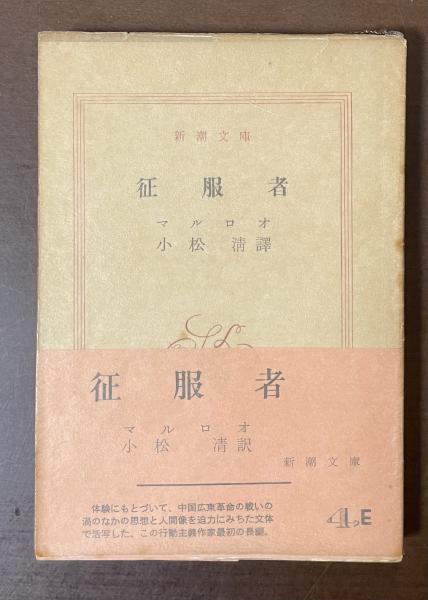 新潮文庫
征服者
マルロオ
小松清譯
征服者
マルロオ
小松清訳
新潮文庫
体験にもとづいて、中国広東革命の戦いの
渦のなかの思想と人間像を迫力にみちた文体
で活写した、この行動主義作家最初の長編。